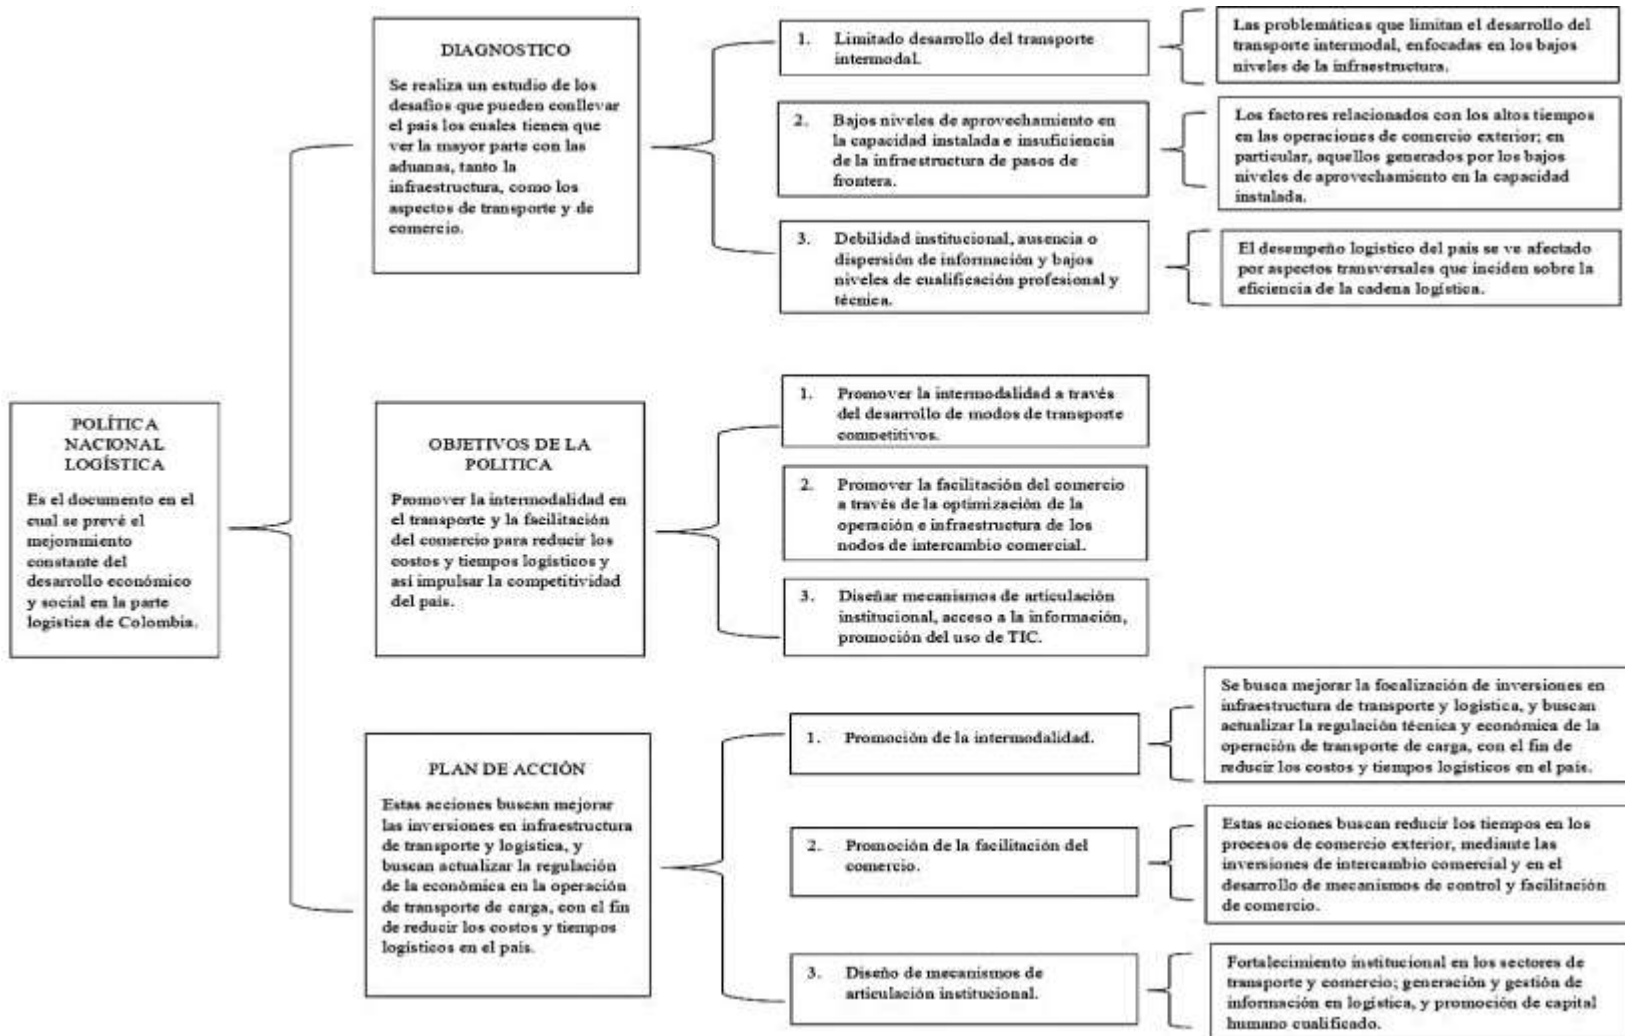 POLÍTICA
NACIONAL
LOGÍSTICA
Es el documento en el
cual se prevé el
mejoramiento
constante del
desarrollo económico
y social en la parte
logística de Colombia.
DIAGNOSTICO
Se realiza un estudio de los
desafíos que pueden conllevar
el país los cuales tienen que
ver la mayor parte con las
aduanas, tanto la
infraestructura, como los
aspectos de transporte y de
comercio.
1. Limitado desarrollo del transporte
intermodal.
Las problemáticas que limitan el desarrollo del
transporte intermodal, enfocadas en los bajos
niveles de la infraestructura.
2. Bajos niveles de aprovechamiento en
la capacidad instalada e insuficiencia
de la infraestructura de pasos de
frontera.
Los factores relacionados con los altos tiempos
en las operaciones de comercio exterior; en
particular, aquellos generados por los bajos
niveles de aprovechamiento en la capacidad
instalada.
3. Debilidad institucional, ausencia o
dispersión de información y bajos
niveles de cualificación profesional y
técnica.
El desempeño logístico del país se ve afectado
por aspectos transversales que inciden sobre la
eficiencia de la cadena logística.
OBJETIVOS DE LA
POLITICA
Promover la intermodalidad en
el transporte y la facilitación
del comercio para reducir los
costos y tiempos logísticos y
así impulsar la competitividad
del país.
1. Promover la intermodalidad a través
del desarrollo de modos de transporte
competitivos.
2. Promover la facilitación del comercio
a través de la optimización de la
operación e infraestructura de los
nodos de intercambio comercial.
3. Diseñar mecanismos de articulación
institucional, acceso a la información,
promoción del uso de TIC.
PLAN DE ACCIÓN
Estas acciones buscan mejorar
las inversiones en infraestructura
de transporte y logística, y
buscan actualizar la regulación
de la económica en la operación
de transporte de carga, con el fin
de reducir los costos y tiempos
logísticos en el país.
1. Promoción de la intermodalidad.
Se busca mejorar la focalización de inversiones en
infraestructura de transporte y logística, y buscan
actualizar la regulación técnica y económica de la
operación de transporte de carga, con el fin de
reducir los costos y tiempos logísticos en el país.
2. Promoción de la facilitación del
comercio.
Estas acciones buscan reducir los tiempos en los
procesos de comercio exterior, mediante las
inversiones de intercambio comercial y en el
desarrollo de mecanismos de control y facilitación
de comercio.
3. Diseño de mecanismos de
articulación institucional.
Fortalecimiento institucional en los sectores de
transporte y comercio; generación y gestión de
información en logística, y promoción de capital
humano cualificado.